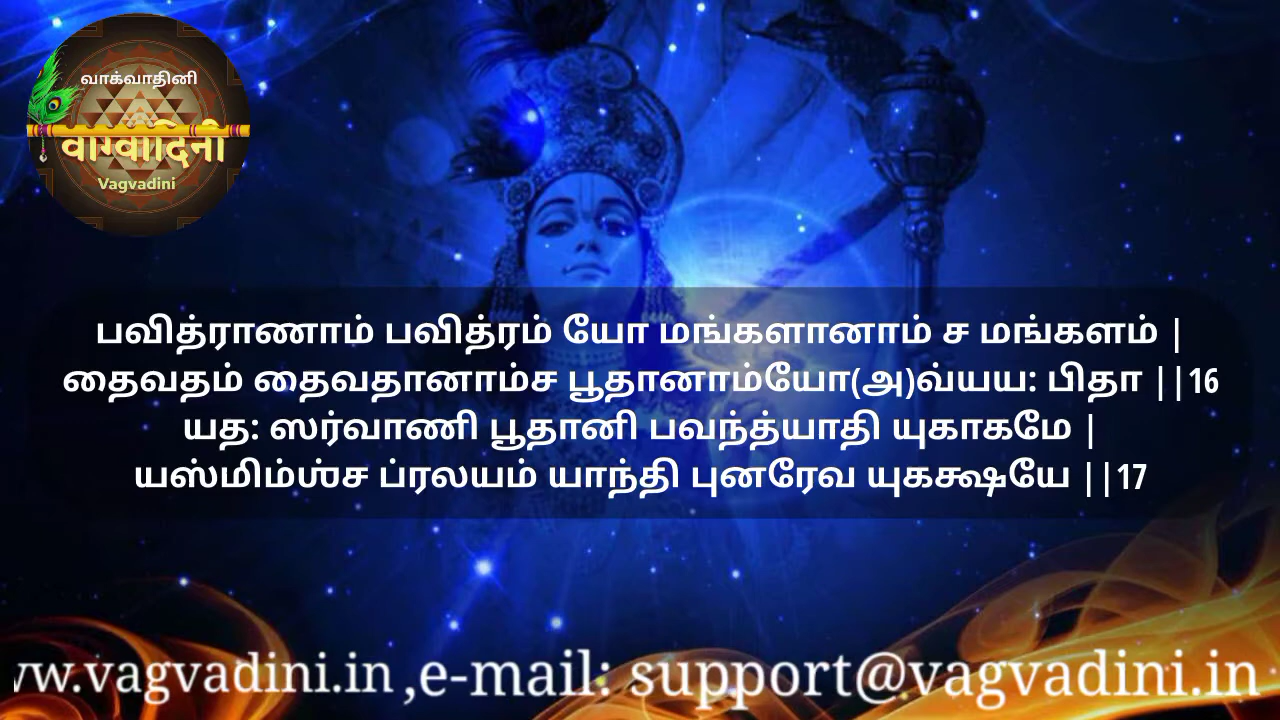 வாக்வாதினி
वाग्वादिनी
Vagvadini
பவித்ராணாம் பவித்ரம் யோ மங்களானாம் ச மங்களம் |
தைவதம் தைவதானாம்ச பூதானாம்யோ(அ)வ்யய: பிதா ||16
யத: ஸர்வாணி பூதானி பவந்த்யாதி யுகாகமே |
யஸ்மிம்ஶ்ச ப்ரலயம் யாந்தி புனரேவ யுகக்ஷயே ||17
w.vagvadini.in ,e-mail: support@vagvadini.in